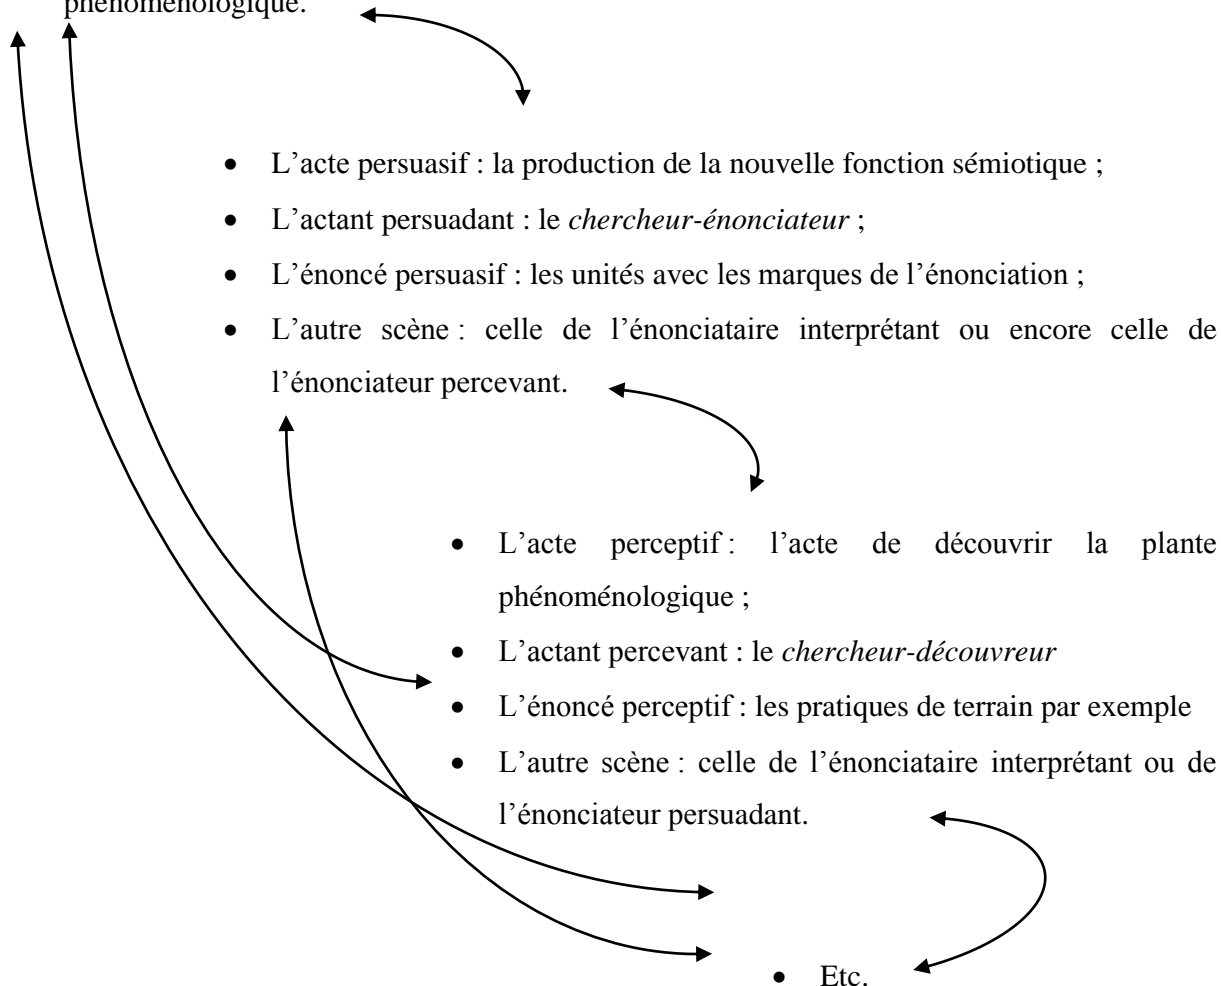 phénoménologique.
• L’acte persuasif : la production de la nouvelle fonction sémiotique ;
• L’actant persuadant : le chercheur-énonciateur ;
• L’énoncé persuasif : les unités avec les marques de l’énonciation ;
• L’autre scène : celle de l’énonciataire interprétant ou encore celle de
l’énonciateur percevant.
• L’acte perceptif : l’acte de découvrir la plante
phénoménologique ;
• L’actant percevant : le chercheur-découvreur
• L’énoncé perceptif : les pratiques de terrain par exemple
• L’autre scène : celle de l’énonciataire interprétant ou de
l’énonciateur persuadant.
• Etc.